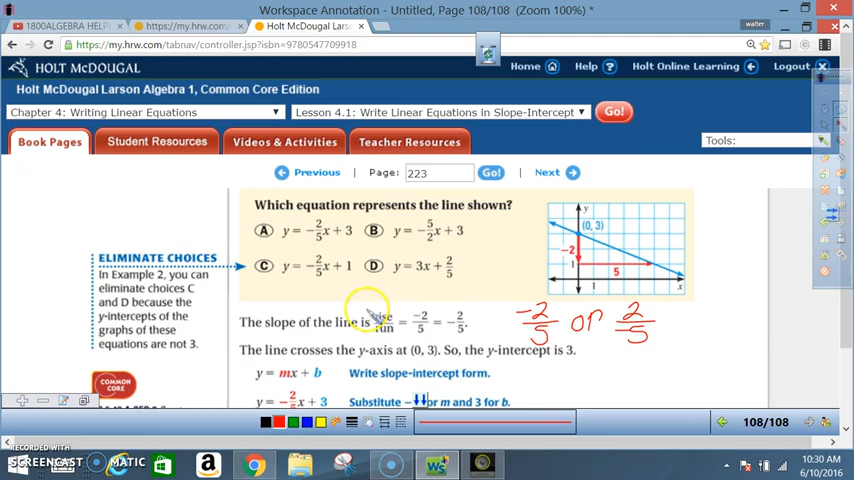 Workspace Annotation - Untitled, Page 108/108 (Zoom 100%) *
1800ALGEBRA HELP
https://my.hrw.com/tabna
Holt McDougal Larson Al
walter
https://my.hrw.com/tabnav/controller.jsp?isbn=9780547709918
HOLT MCDOUGAL
Home
Help
Holt Online Learning
Logout
Holt McDougal Larson Algebra 1, Common Core Edition
Chapter 4: Writing Linear Equations
Lesson 4.1: Write Linear Equations in Slope-Intercept
Go!
Book Pages
Student Resources
Videos & Activities
Teacher Resources
Tools:
Previous
Page: 223
Go!
Next
Which equation represents the line shown?
A y = -2/5x + 3 B y = -5/2x + 3
C y = -2/5x + 1 D y = 3x + 2/5
y
(0, 3)
-2
1
5
1
x
ELIMINATE CHOICES
In Example 2, you can
eliminate choices C
and D because the
y-intercepts of the
graphs of these
equations are not 3.
The slope of the line is rise/run = -2/5 = -2/5.
-2/5 or 2/5
The line crosses the y-axis at (0, 3). So, the y-intercept is 3.
y = mx + b Write slope-intercept form.
COMMON
CORE
y = -2/5x + 3 Substitute - or m and 3 for b.
108/108
RECORDED WITH
SCREENCAST MATIC
10:30 AM
6/10/2016